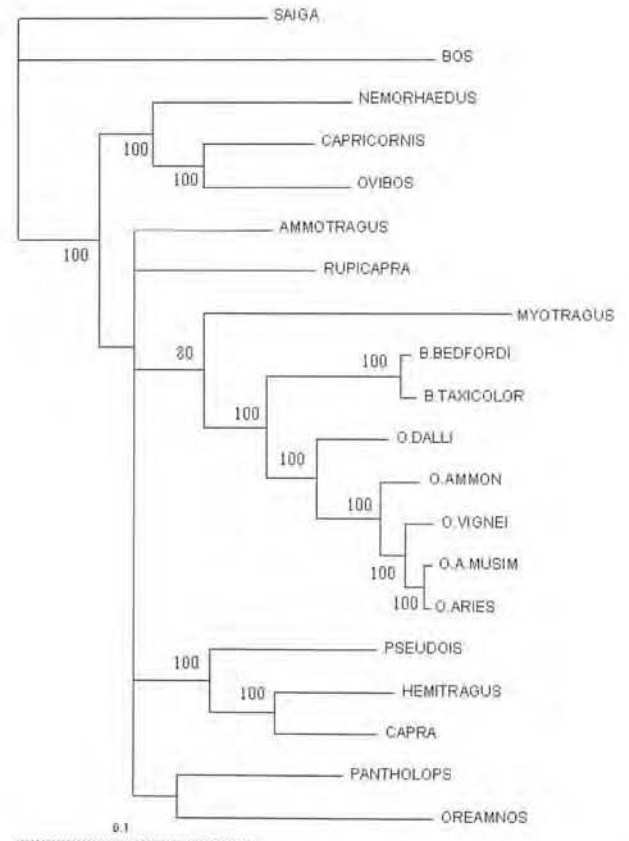 SAIGA
BOS
NEMORHAEDUS
100
CAPRICORNIS
100
OVIBOS
100
AMMOTRAGUS
RUPICAPRA
MYOTRAGUS
80
B.BEDFORDI
100
B.TAXICOLOR
100
O.DALLI
100
O.AMMON
100
O.VIGNEI
O.A.MUSIM
100
100
O.ARIES
PSEUDOIS
100
HEMITRAGUS
100
CAPRA
PANTHOLOPS
OREAMNOS
0.1